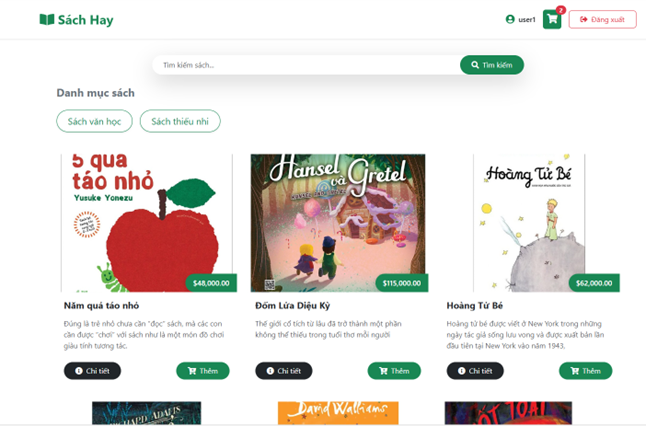 Sách Hay
user1
2
Đăng xuất
Tìm kiếm sách...
Tìm kiếm
Danh mục sách
Sách văn học
Sách thiếu nhi
5 quả
táo nhỏ
Yusuke Yonezu
$48,000.00
Hansel
và Gretel
$115,000.00
Hoàng Tử Bé
$62,000.00
Năm quả táo nhỏ
Đốm Lửa Diệu Kỳ
Hoàng Tử Bé
Đúng là trẻ nhỏ chưa cần "đọc" sách, mà các con
cần được "chơi" với sách như là một món đồ chơi
giàu tính tương tác.
Thế giới cổ tích từ lâu đã trở thành một phần
không thể thiếu trong tuổi thơ mỗi người
Hoàng tử bé được viết ở New York trong những
ngày tác giả sống lưu vong và được xuất bản lần
đầu tiên tại New York vào năm 1943.
Chi tiết
Thêm
Chi tiết
Thêm
Chi tiết
Thêm
RICHARD ADAMS
David Walliams